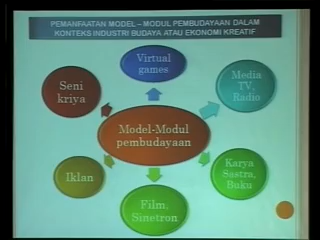 PEMANFAATAN MODEL – MODUL PEMBUDAYAAN DALAM
KONTEKS INDUSTRI BUDAYA ATAU EKONOMI KREATIF
Virtual
games
Media
TV,
Radio
Seni
kriya
Model-Modul
pembudayaan
Iklan
Karya
Sastra,
Buku
Film,
Sinetron